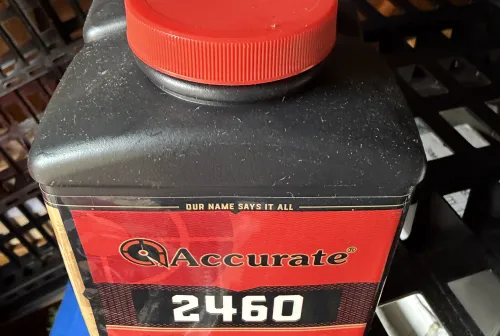 OUR NAME SAYS IT ALL
Accurate®
2460